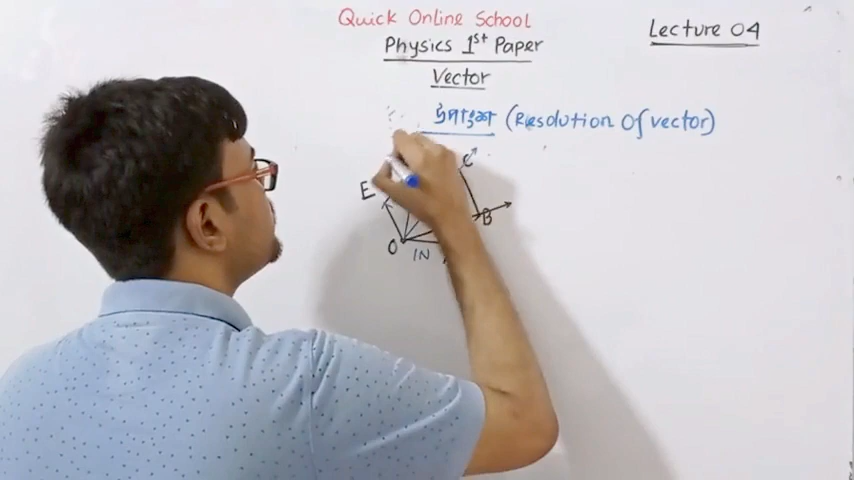 Quick Online School
Lecture 04
Physics 1st Paper
Vector
(Resolution of vector)
C
E
B
O
1N